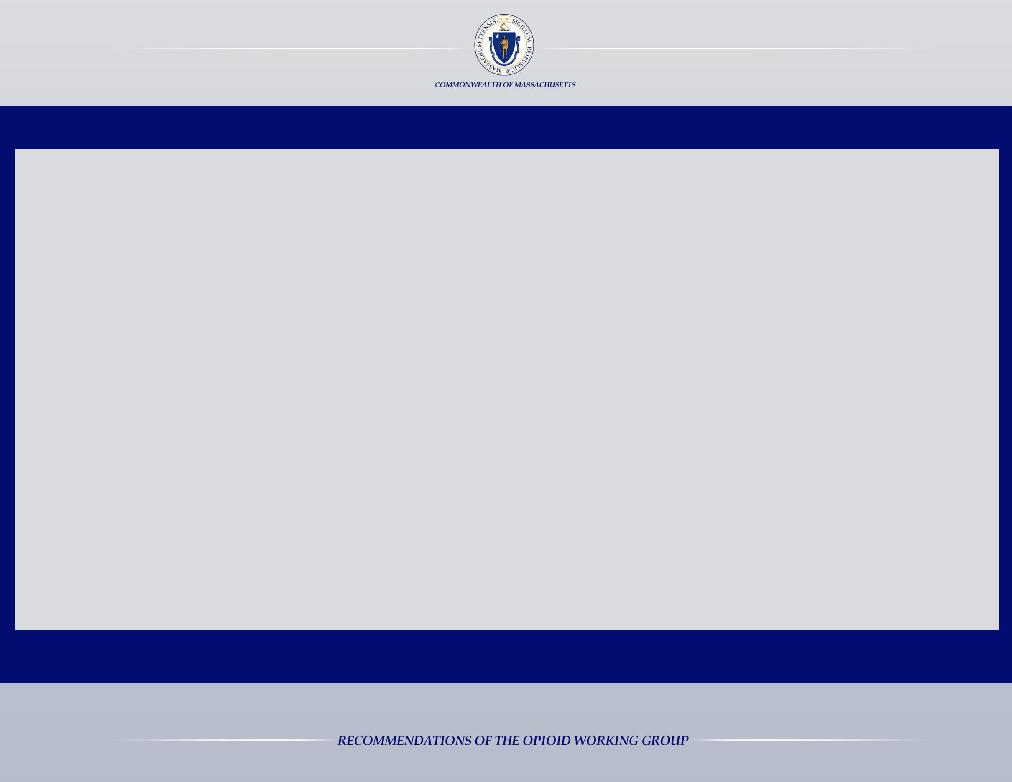 COMMONWEALTH OF MASSACHUSETTS
RECOMMENDATIONS OF THE OPIOID WORKING GROUP